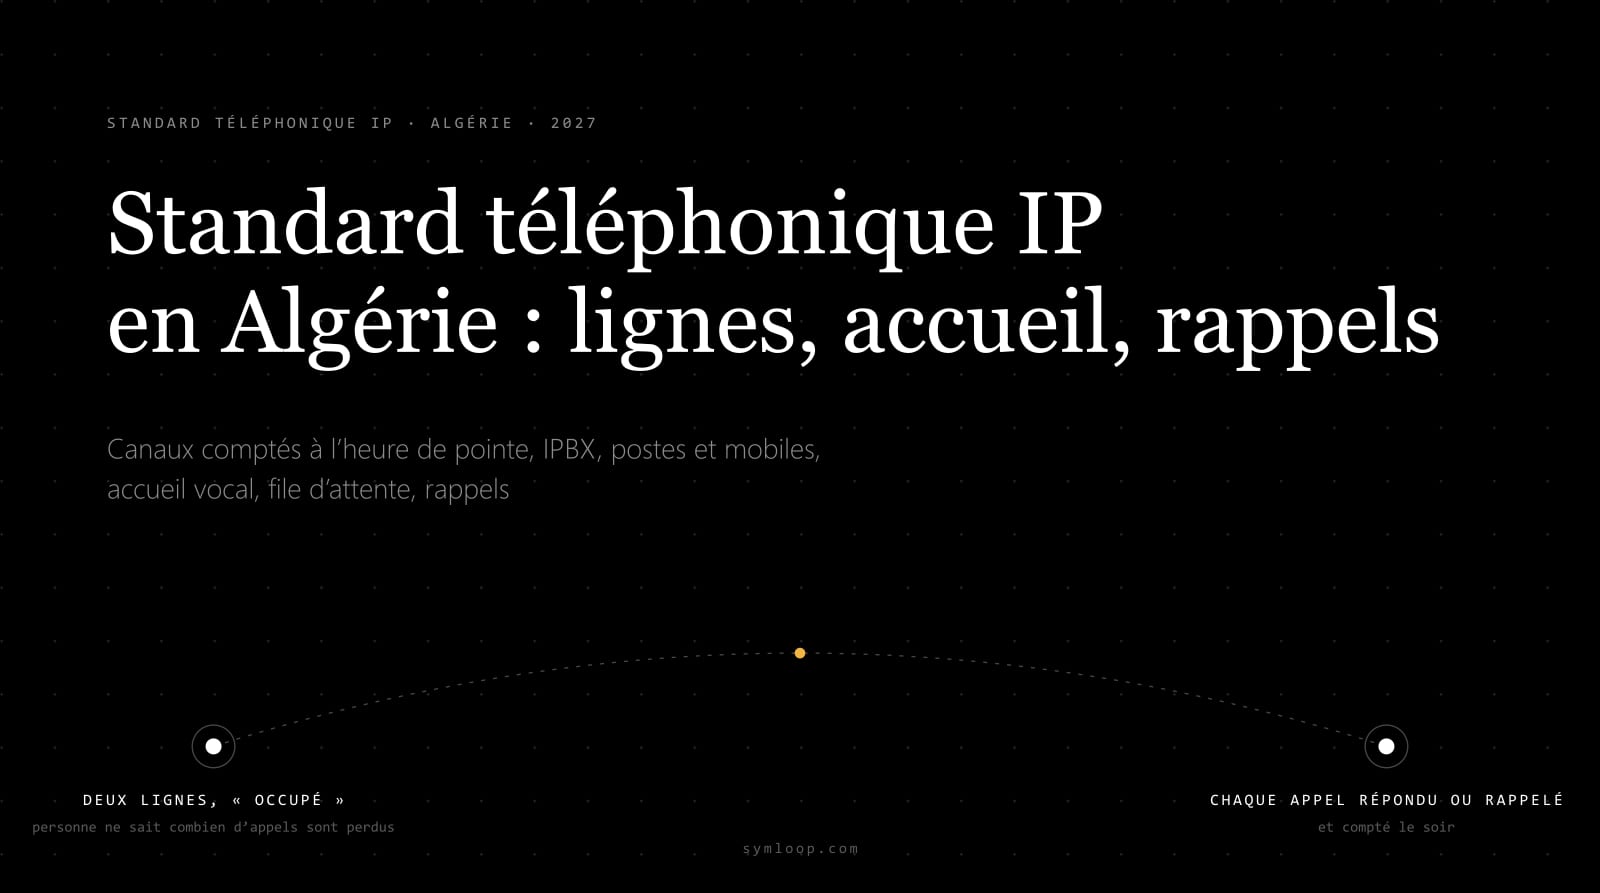 STANDARD TÉLÉPHONIQUE IP · ALGÉRIE · 2027
Standard téléphonique IP
en Algérie : lignes, accueil, rappels
Canaux comptés à l’heure de pointe, IPBX, postes et mobiles,
accueil vocal, file d’attente, rappels
DEUX LIGNES, « OCCUPÉ »
personne ne sait combien d’appels sont perdus
CHAQUE APPEL RÉPONDU OU RAPPELÉ
et compté le soir
symloop.com